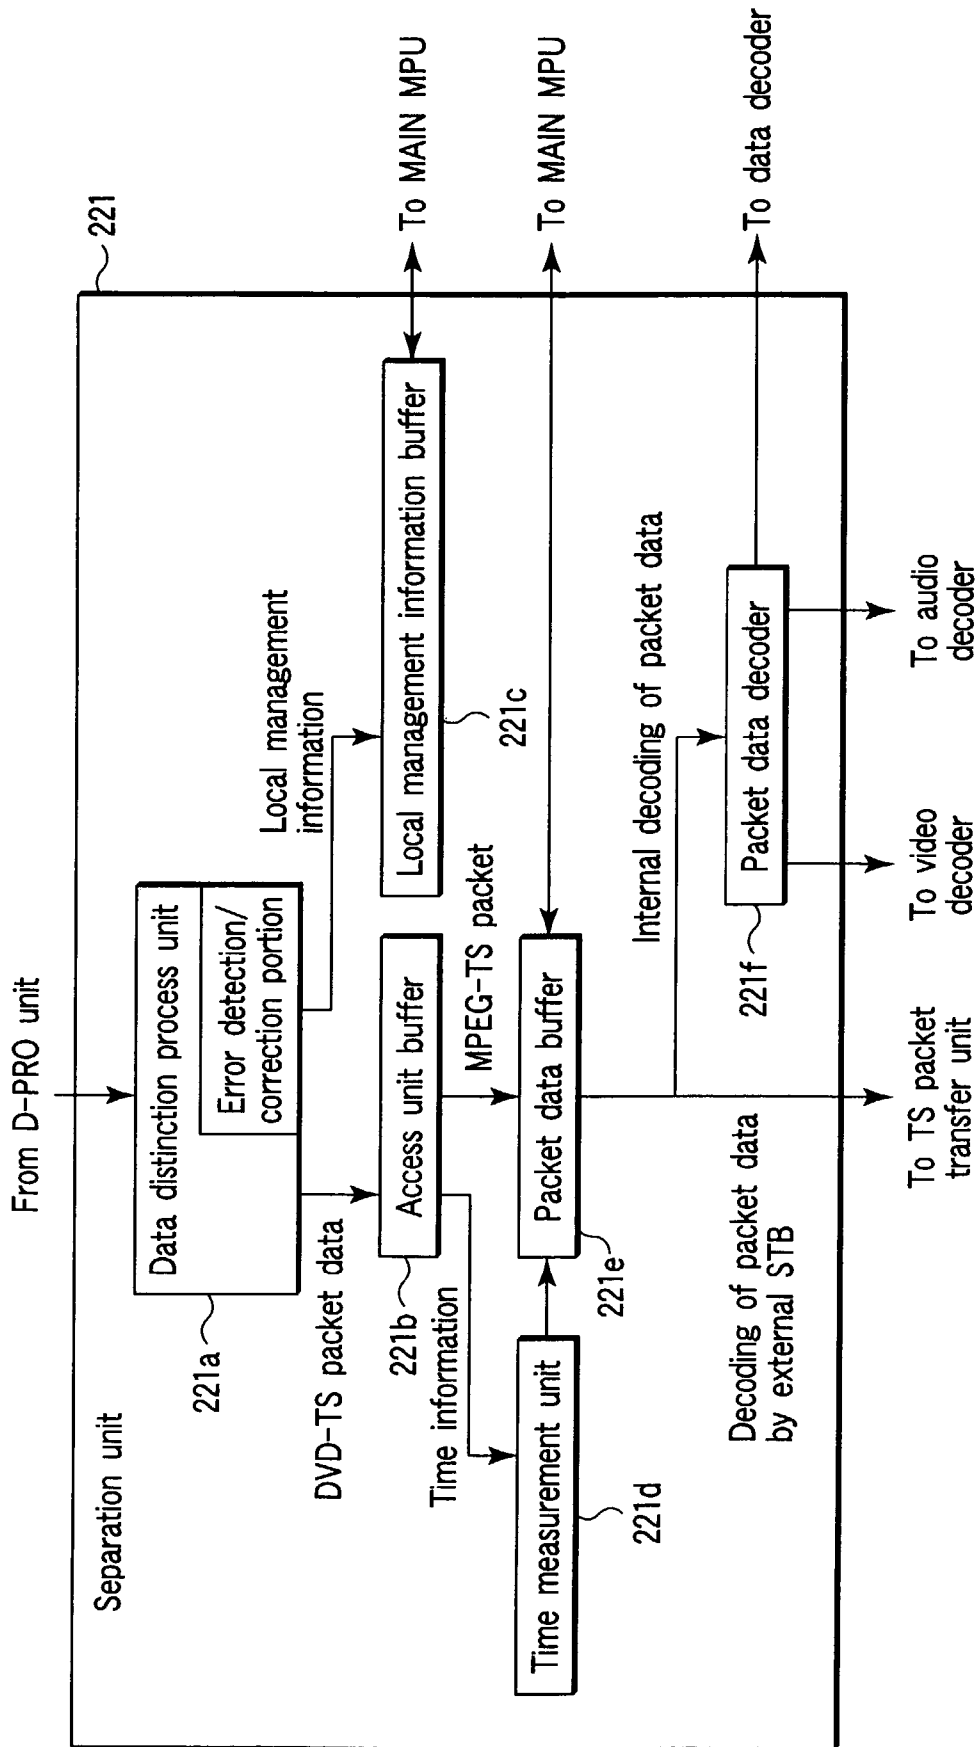 From D-PRO unit
Separation unit
221
Data distinction process unit
Error detection/
correction portion
221a
Local management
information
DVD-TS packet data
Access unit buffer
221b
Local management information buffer
221c
To MAIN MPU
Time information
MPEG-TS packet
Time measurement unit
221d
Packet data buffer
221e
To MAIN MPU
Internal decoding of packet data
Packet data decoder
221f
To data decoder
Decoding of packet data
by external STB
To TS packet
transfer unit
To video
decoder
To audio
decoder